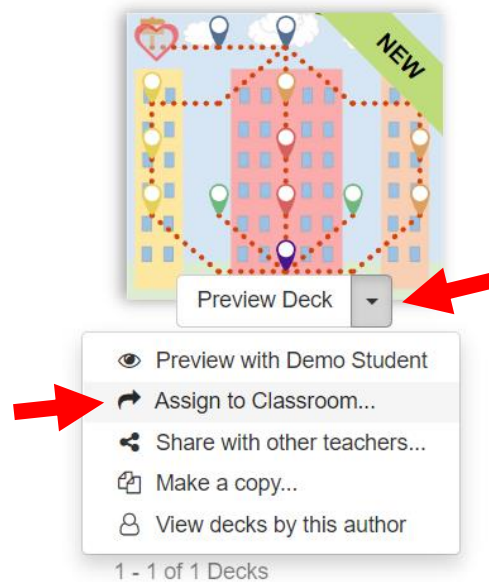 NEW
Preview Deck
Preview with Demo Student
Assign to Classroom...
Share with other teachers...
Make a copy...
View decks by this author
1 - 1 of 1 Decks